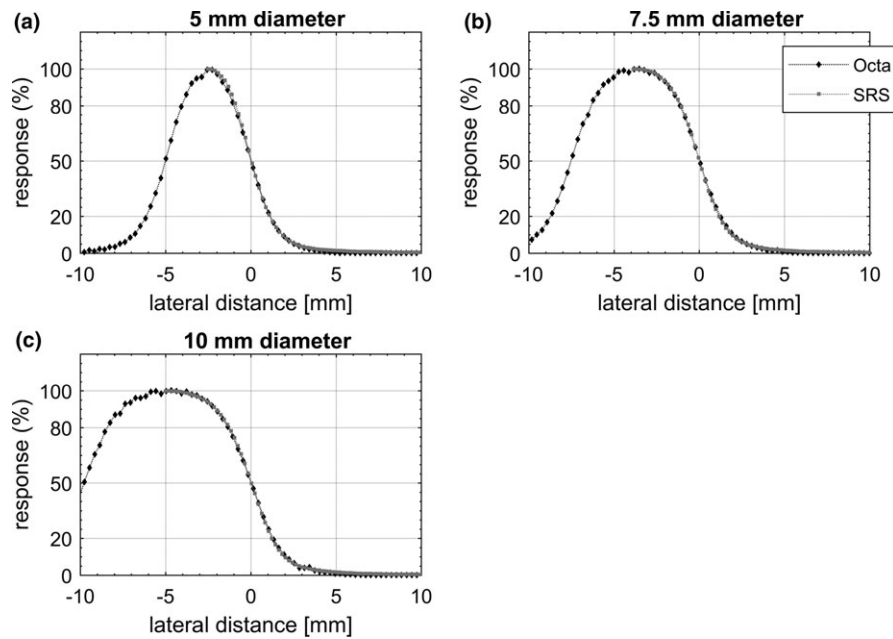 (a)
5 mm diameter
response (%)
100
80
50
20
0
-10
-5
0
5
10
lateral distance [mm]
(b)
7.5 mm diameter
Octa
SRS
response (%)
100
80
50
20
0
-10
-5
0
5
10
lateral distance [mm]
(c)
10 mm diameter
response (%)
100
80
50
20
0
-10
-5
0
5
10
lateral distance [mm]